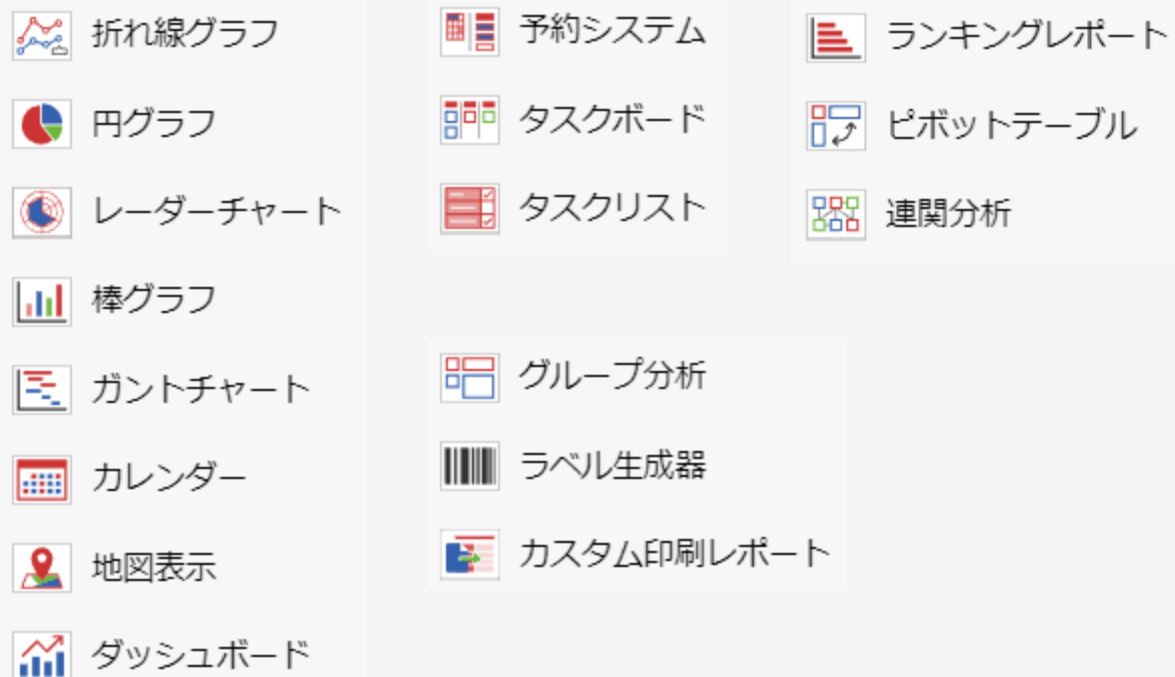 折れ線グラフ
円グラフ
レーダーチャート
棒グラフ
ガントチャート
カレンダー
地図表示
ダッシュボード
予約システム
タスクボード
タスクリスト
グループ分析
ラベル生成器
カスタム印刷レポート
ランキングレポート
ピボットテーブル
連関分析